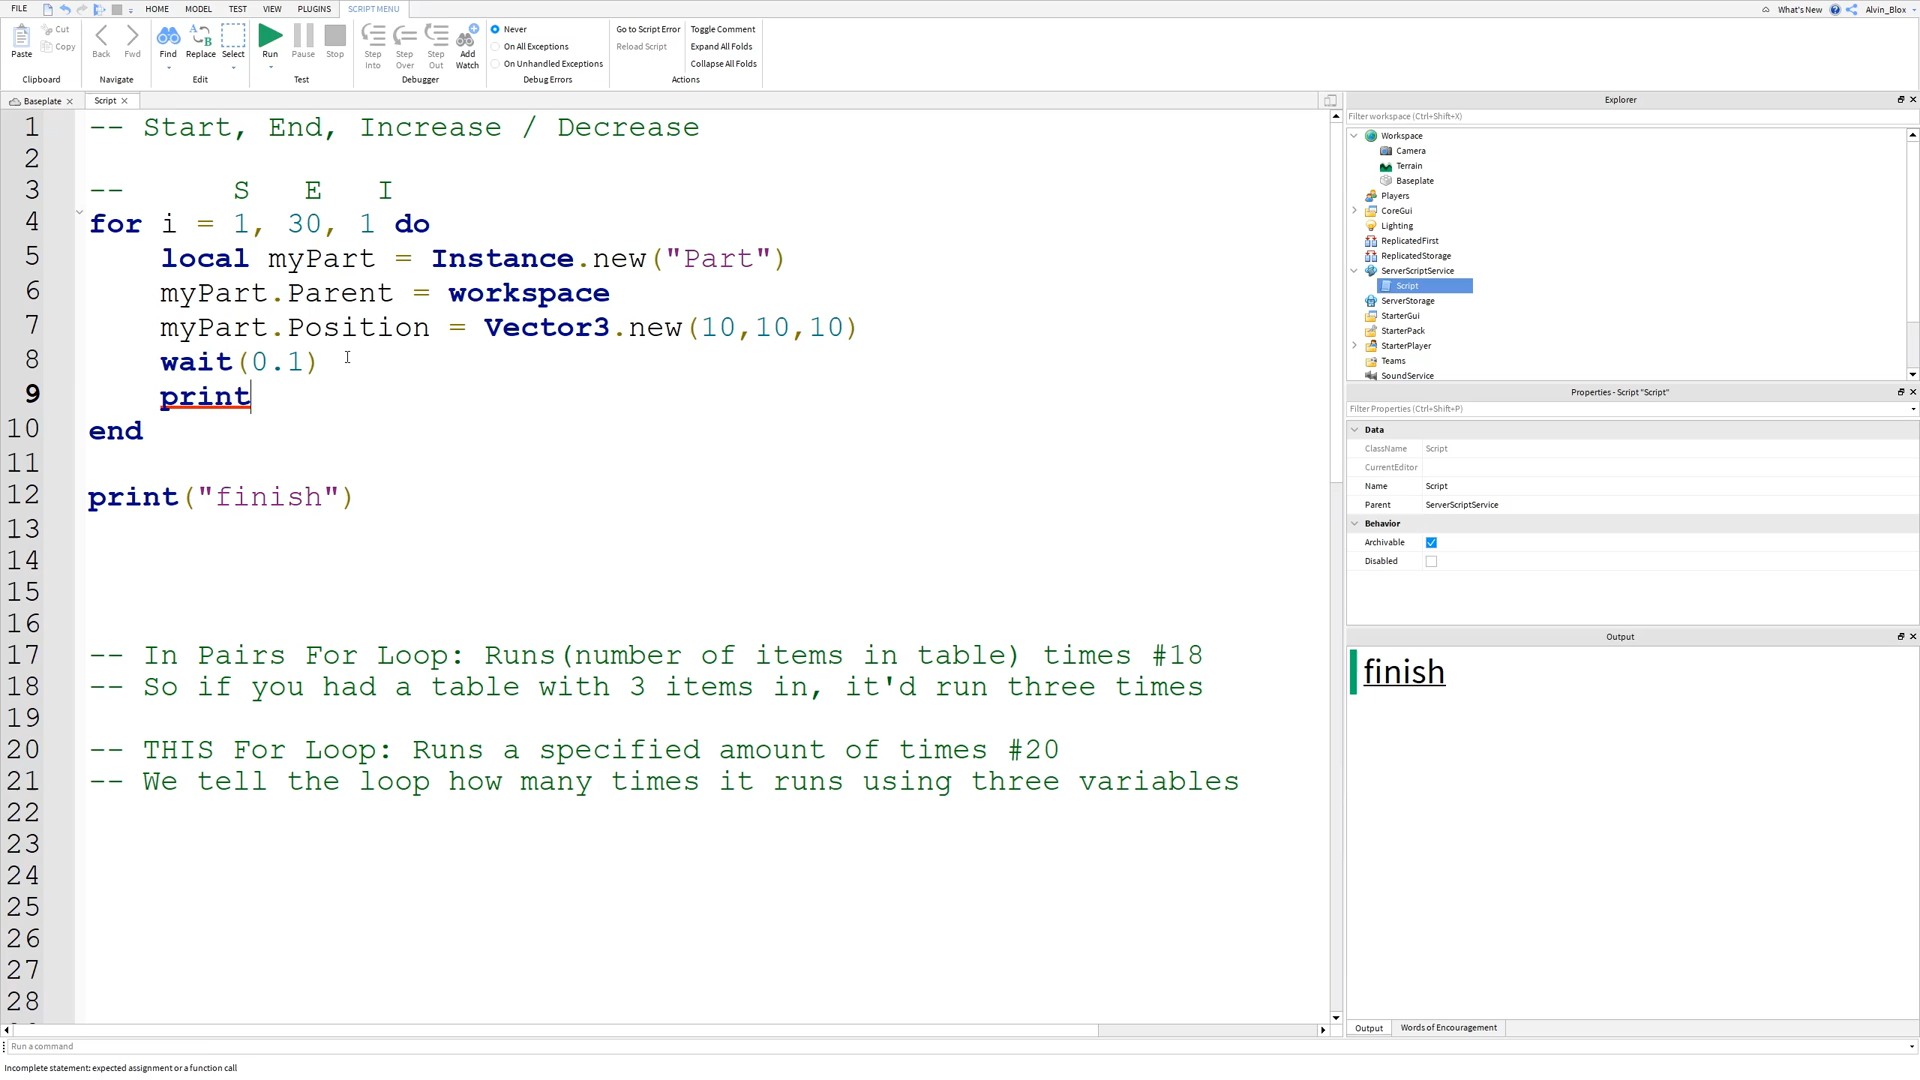 FILE HOME MODEL TEST VIEW PLUGINS SCRIPT MENU What's New Alvin_Blox
Paste Cut Copy Clipboard
Back Fwd Navigate
Find Replace Select Edit
Run Pause Stop Test
Step Into Step Over Step Out Add Watch Debugger
Never
On All Exceptions
On Unhandled Exceptions
Debug Errors
Go to Script Error Toggle Comment
Reload Script Expand All Folds
Collapse All Folds
Actions
Baseplate Script
1 -- Start, End, Increase / Decrease
2
3 -- S E I
4 for i = 1, 30, 1 do
5 local myPart = Instance.new("Part")
6 myPart.Parent = workspace
7 myPart.Position = Vector3.new(10,10,10)
8 wait(0.1)
9 print
10 end
11
12 print("finish")
13
14
15
16
17 -- In Pairs For Loop: Runs(number of items in table) times #18
18 -- So if you had a table with 3 items in, it'd run three times
19
20 -- THIS For Loop: Runs a specified amount of times #20
21 -- We tell the loop how many times it runs using three variables
22
23
24
25
26
27
28
Explorer
Filter workspace (Ctrl+Shift+X)
Workspace
Camera
Terrain
Baseplate
Players
CoreGui
Lighting
ReplicatedFirst
ReplicatedStorage
ServerScriptService
Script
ServerStorage
StarterGui
StarterPack
StarterPlayer
Teams
SoundService
Properties - Script "Script"
Filter Properties (Ctrl+Shift+P)
Data
ClassName Script
CurrentEditor
Name Script
Parent ServerScriptService
Behavior
Archivable
Disabled
Output
finish
Output Words of Encouragement
Run a command
Incomplete statement: expected assignment or a function call